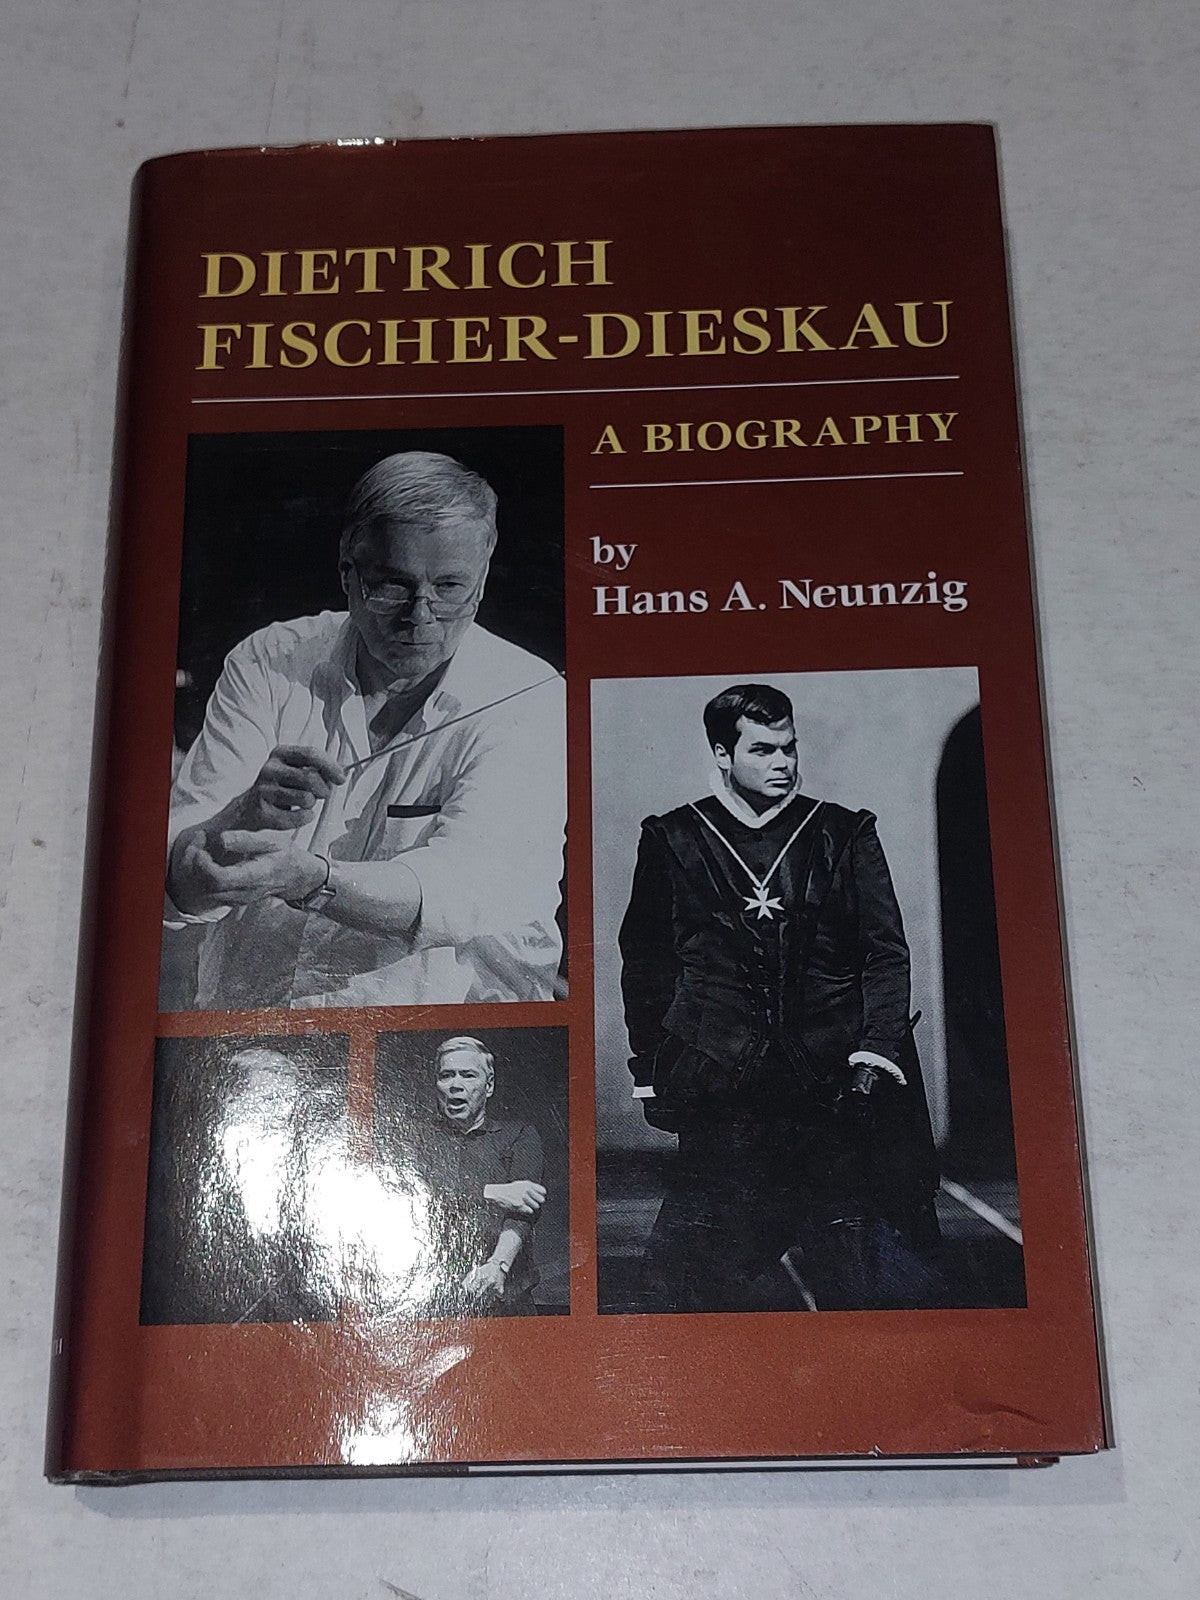 DIETRICH
FISCHER-DIESKAU
A BIOGRAPHY
by
Hans A. Neunzig